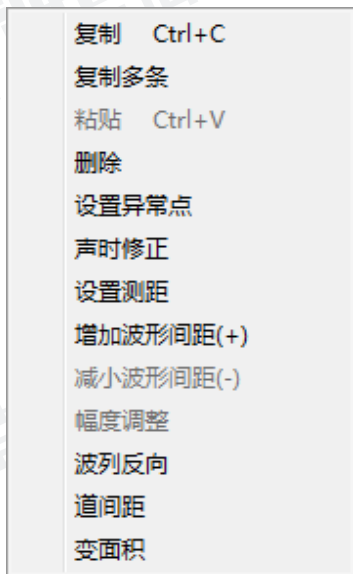 复制 Ctrl+C
复制多条
粘贴 Ctrl+V
删除
设置异常点
声时修正
设置测距
增加波形间距(+)
减小波形间距(-)
幅度调整
波列反向
道间距
变面积